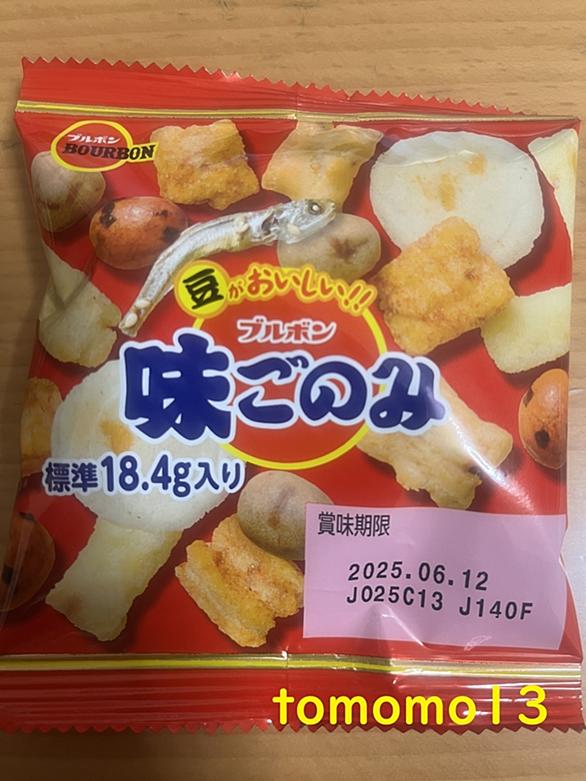 ブルボン
BOURBON
豆がおいしい!!
ブルボン
味ごのみ
標準18.4g入り
賞味期限
2025.06.12
J025C13 J140F
tomomo13